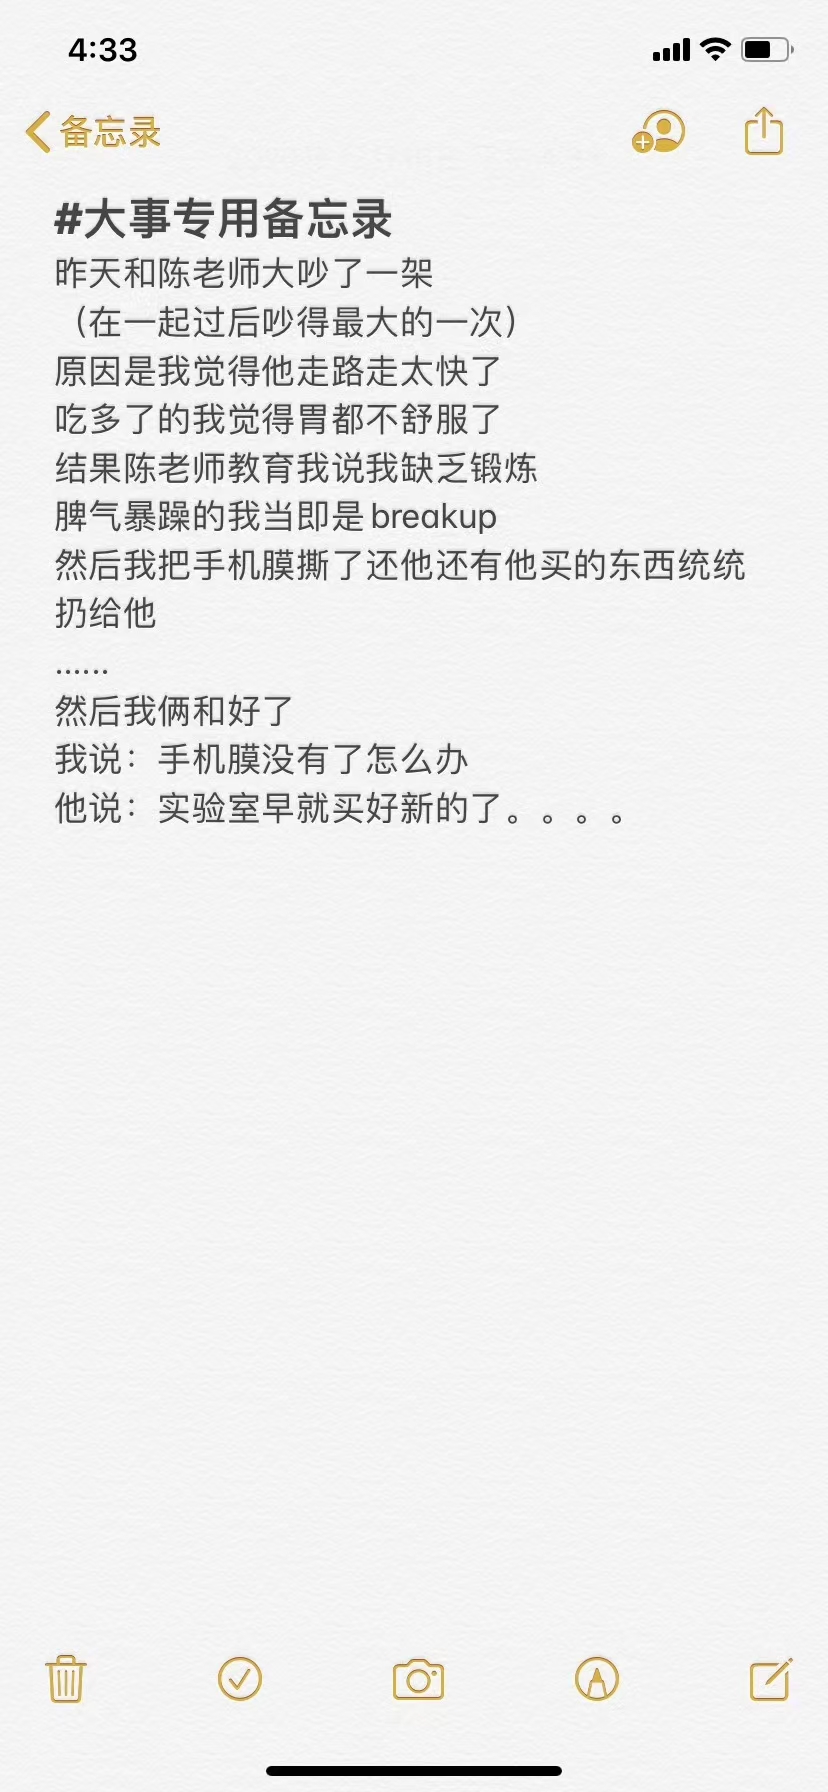 4:33
备忘录
#大事专用备忘录
昨天和陈老师大吵了一架
（在一起过后吵得最大的一次）
原因是我觉得他走路走太快了
吃多了的我觉得胃都不舒服了
结果陈老师教育我说我缺乏锻炼
脾气暴躁的我当即是breakup
然后我把手机膜撕了还他还有他买的东西统统
扔给他
……
然后我俩和好了
我说：手机膜没有了怎么办
他说：实验室早就买好新的了。。。。